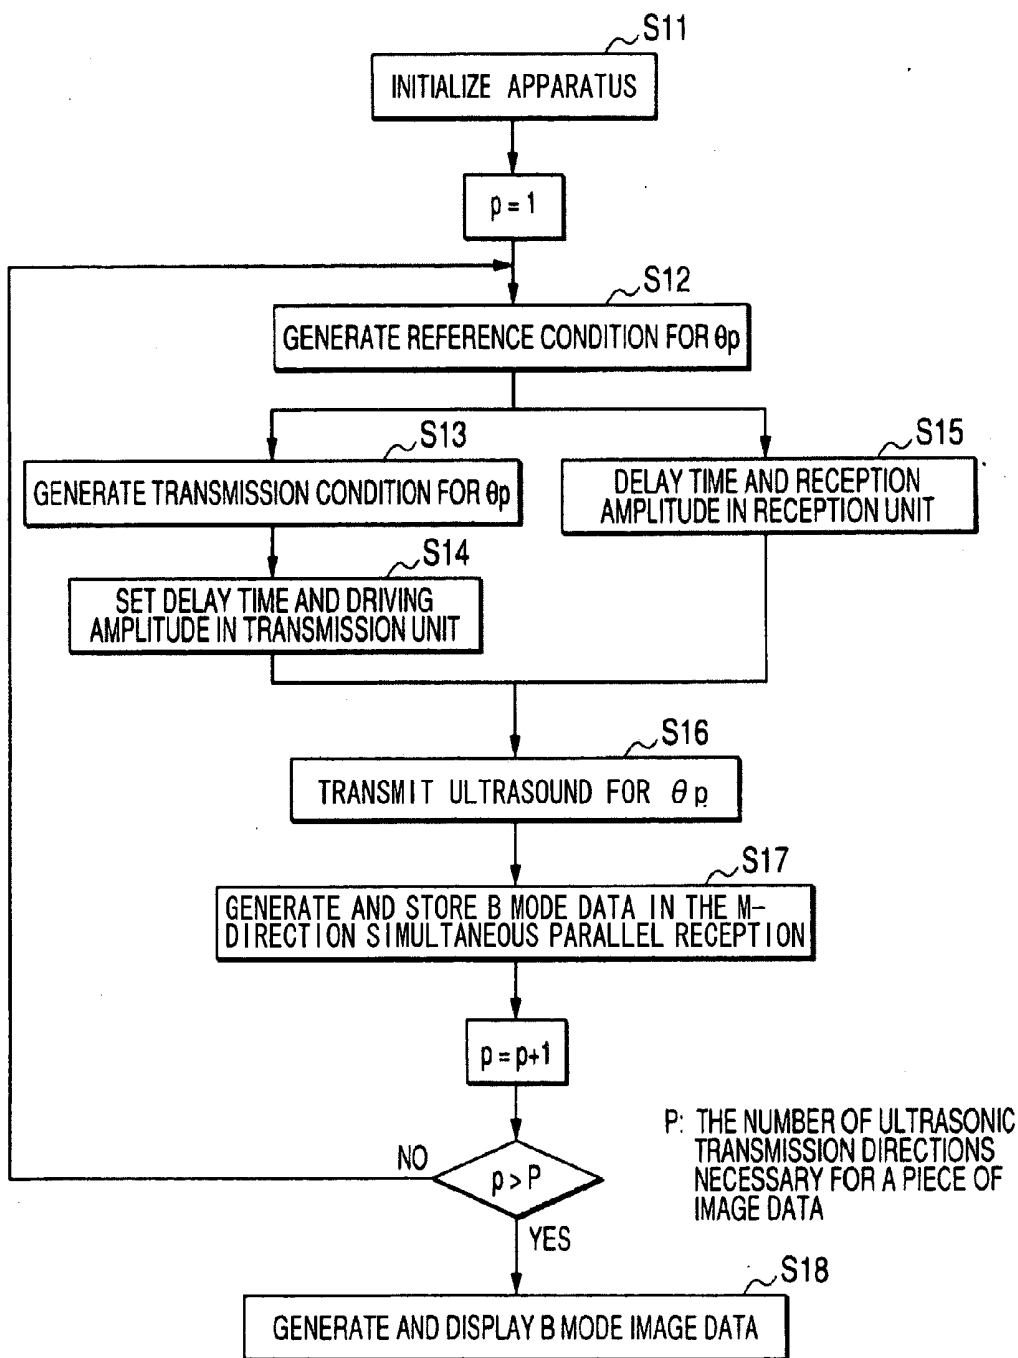 S11
INITIALIZE APPARATUS
p = 1
S12
GENERATE REFERENCE CONDITION FOR θp
S13
GENERATE TRANSMISSION CONDITION FOR θp
S15
DELAY TIME AND RECEPTION
AMPLITUDE IN RECEPTION UNIT
S14
SET DELAY TIME AND DRIVING
AMPLITUDE IN TRANSMISSION UNIT
S16
TRANSMIT ULTRASOUND FOR θp
S17
GENERATE AND STORE B MODE DATA IN THE M-
DIRECTION SIMULTANEOUS PARALLEL RECEPTION
p = p+1
P: THE NUMBER OF ULTRASONIC
TRANSMISSION DIRECTIONS
NECESSARY FOR A PIECE OF
IMAGE DATA
NO
p > P
YES
S18
GENERATE AND DISPLAY B MODE IMAGE DATA